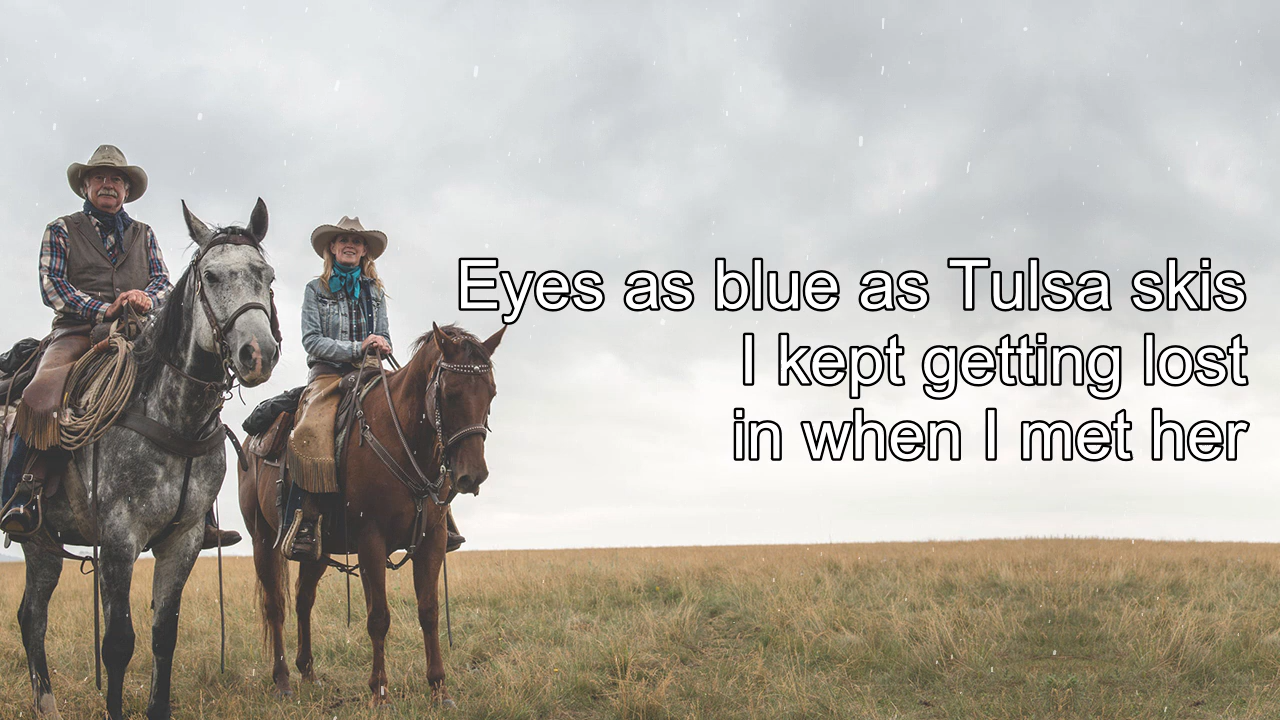 Eyes as blue as Tulsa skis
I kept getting lost
in when I met her